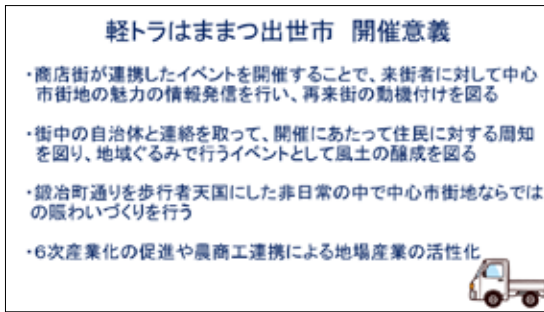 軽トラはままつ出世市 開催意義
・商店街が連携したイベントを開催することで、来街者に対して中心
市街地の魅力の情報発信を行い、再来街の動機付けを図る
・街中の自治体と連絡を取って、開催にあたって住民に対する周知
を図り、地域ぐるみで行うイベントとして風土の醸成を図る
・鍛冶町通りを歩行者天国にした非日常の中で中心市街地ならでは
の賑わいづくりを行う
・6次産業化の促進や農商工連携による地場産業の活性化